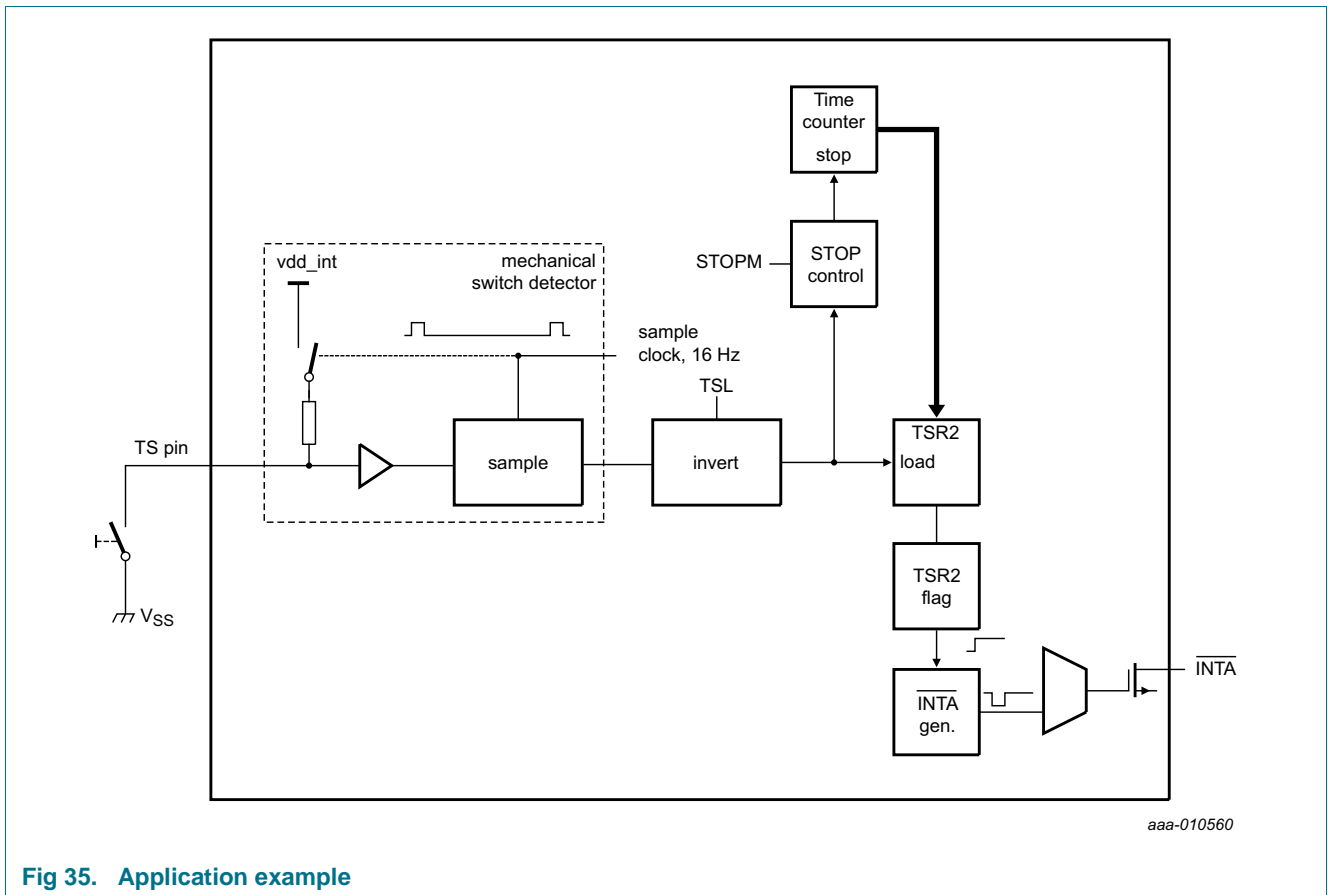 Time
counter
stop
vdd_int
mechanical
switch detector
STOPM
STOP
control
sample
clock, 16 Hz
TSL
TS pin
sample
invert
TSR2
load
TSR2
flag
VSS
INTA
gen.
INTA
aaa-010560
Fig 35. Application example